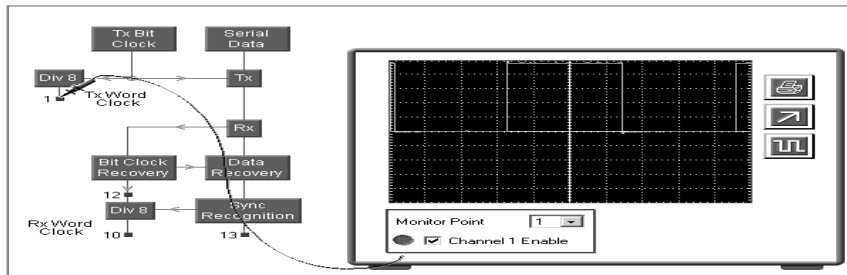 Tx Bit
Clock
Serial
Data
Div 8
Tx
1
Tx Word
Clock
Rx
Bit Clock
Recovery
Data
Recovery
12
Div 8
Sync
Recognition
Rx Word
Clock
10
13
Monitor Point
1
Channel 1 Enable